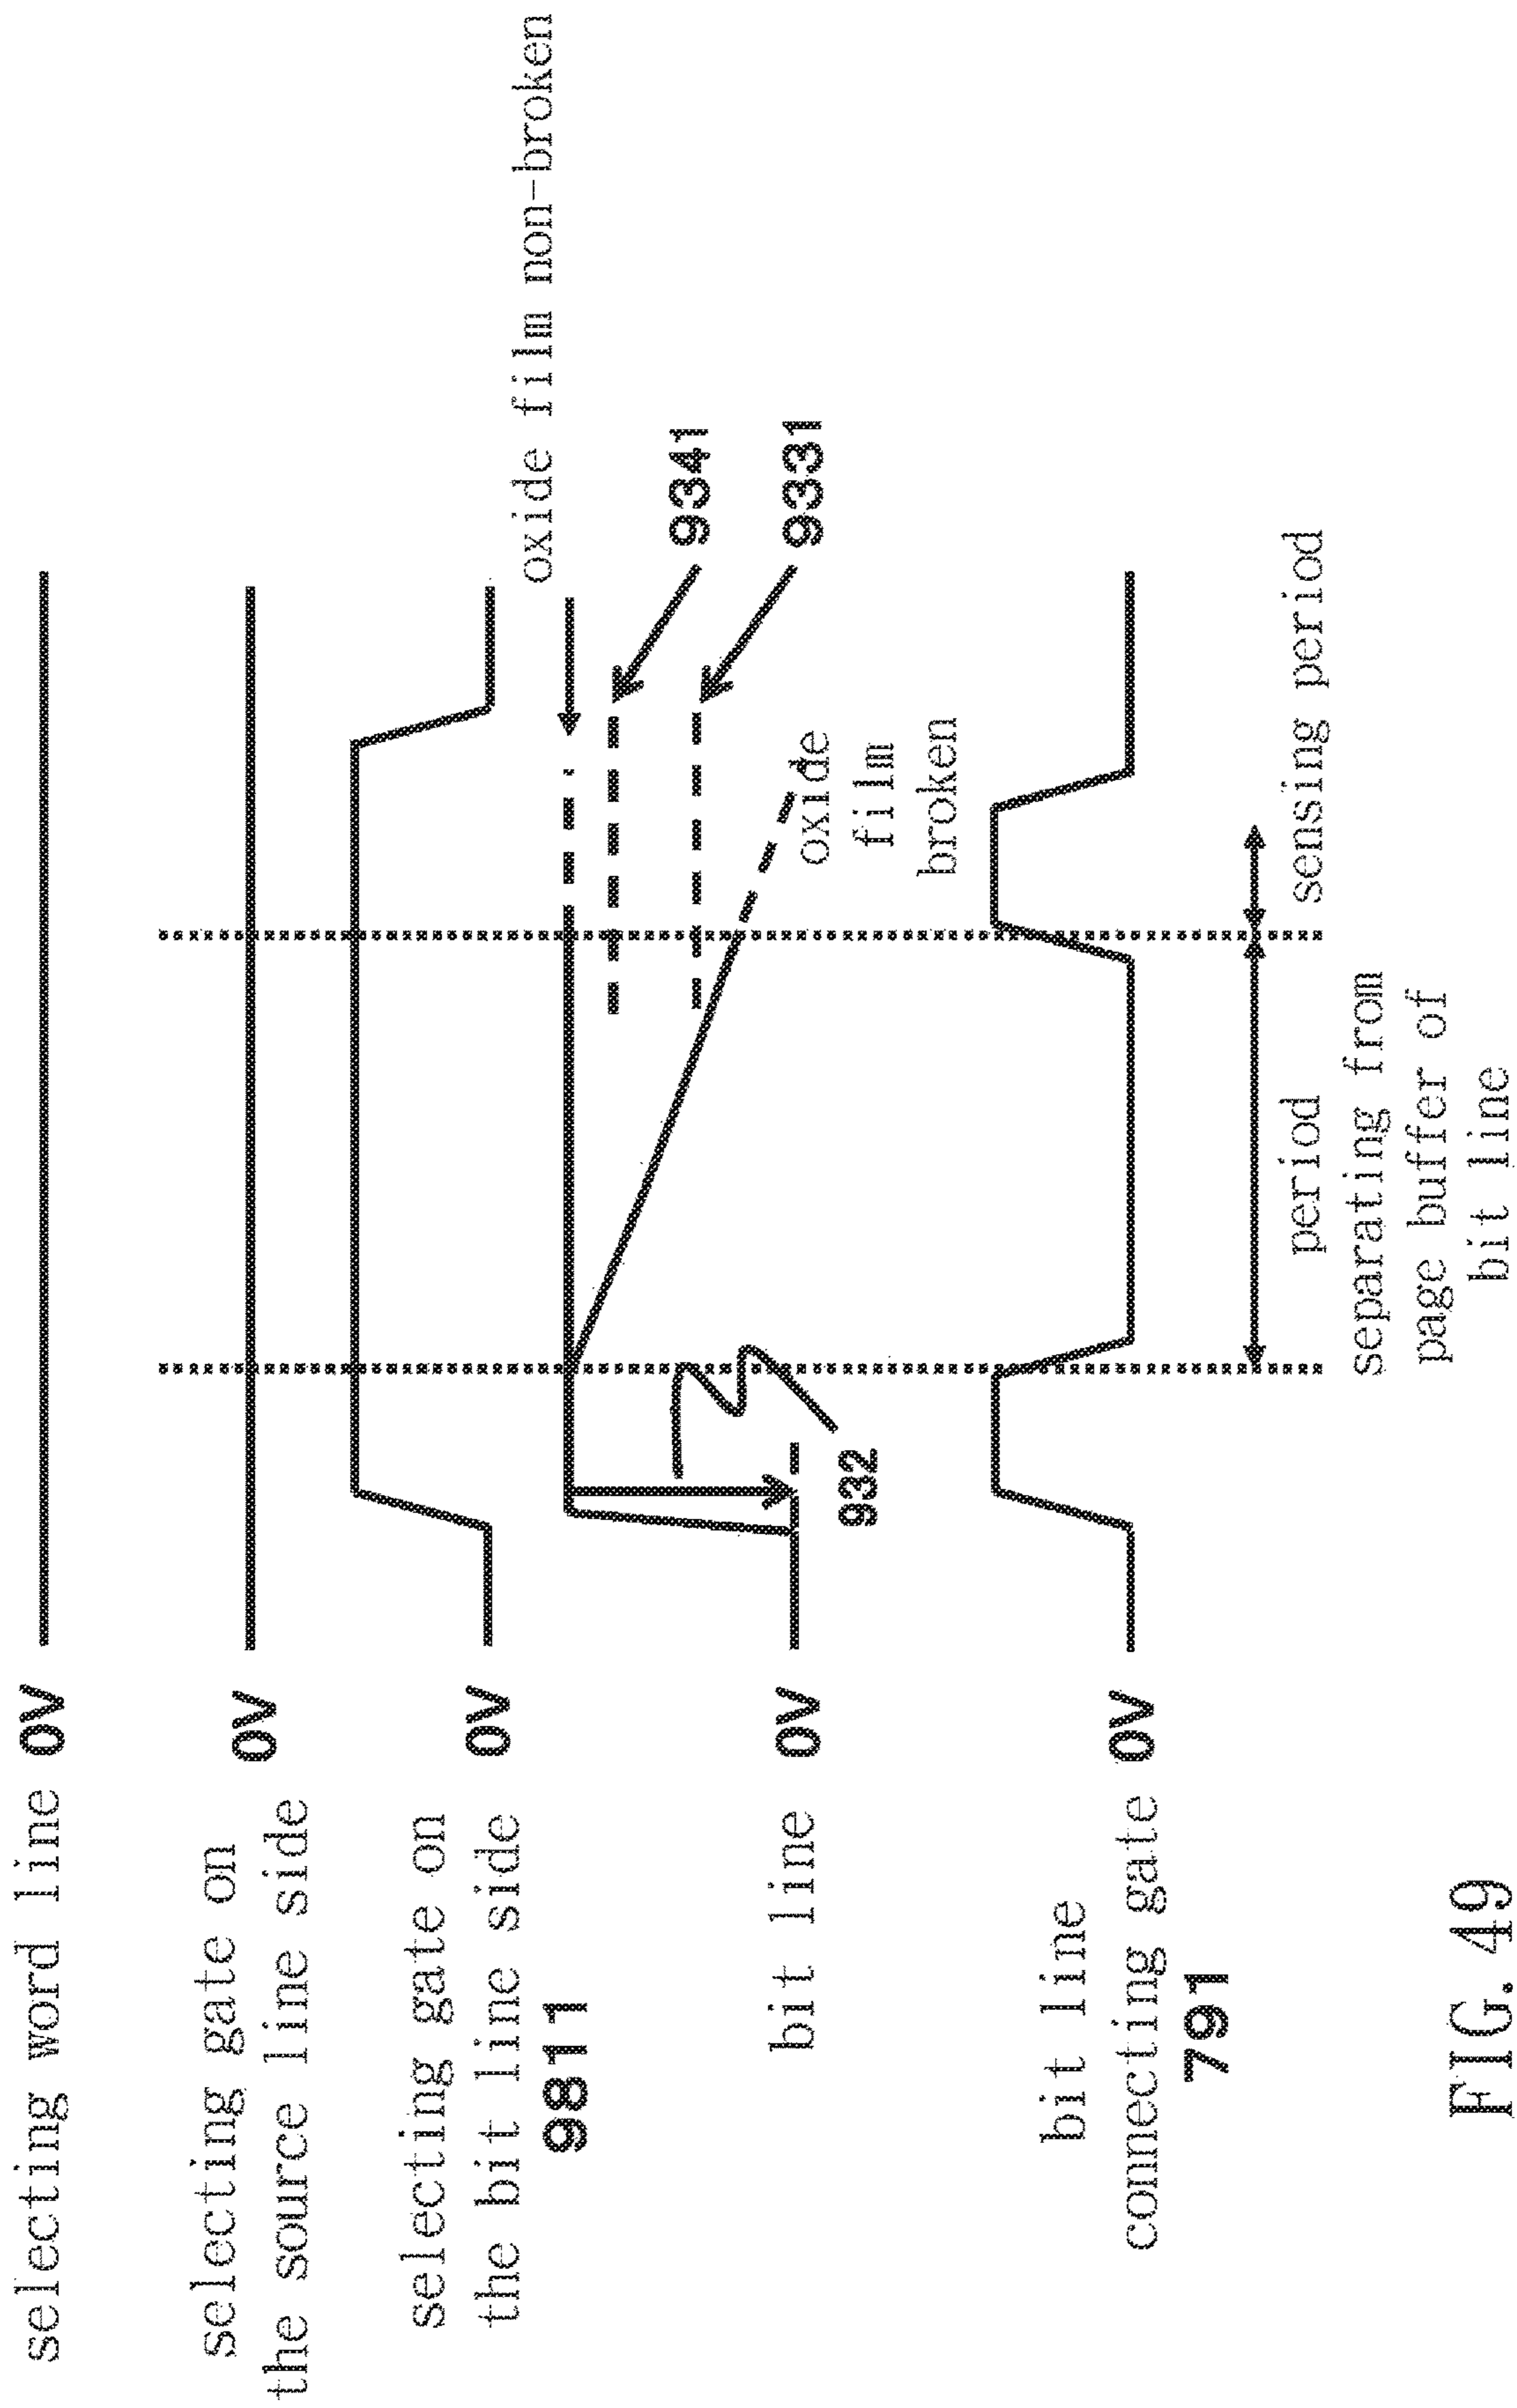 selecting word line 0V
selecting gate on 0V
the source line side
selecting gate on 0V
the bit line side
9811
oxide film non-broken
9341
9331
oxide
film
broken
bit line 0V
932
bit line
connecting gate 0V
791
period
separating from
page buffer of
bit line
sensing period
FIG. 49